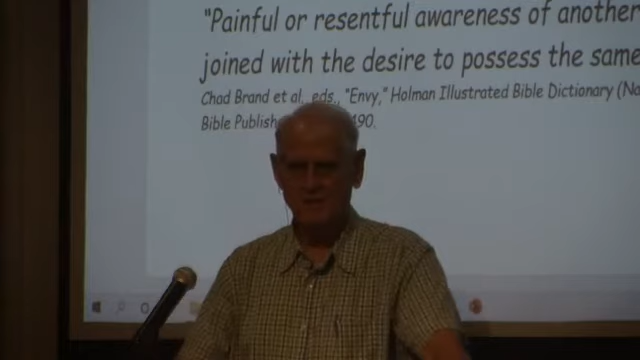 "Painful or resentful awareness of another
joined with the desire to possess the same
Chad Brand et al, eds., "Envy," Holman Illustrated Bible Dictionary (Na
Bible Publish 490.